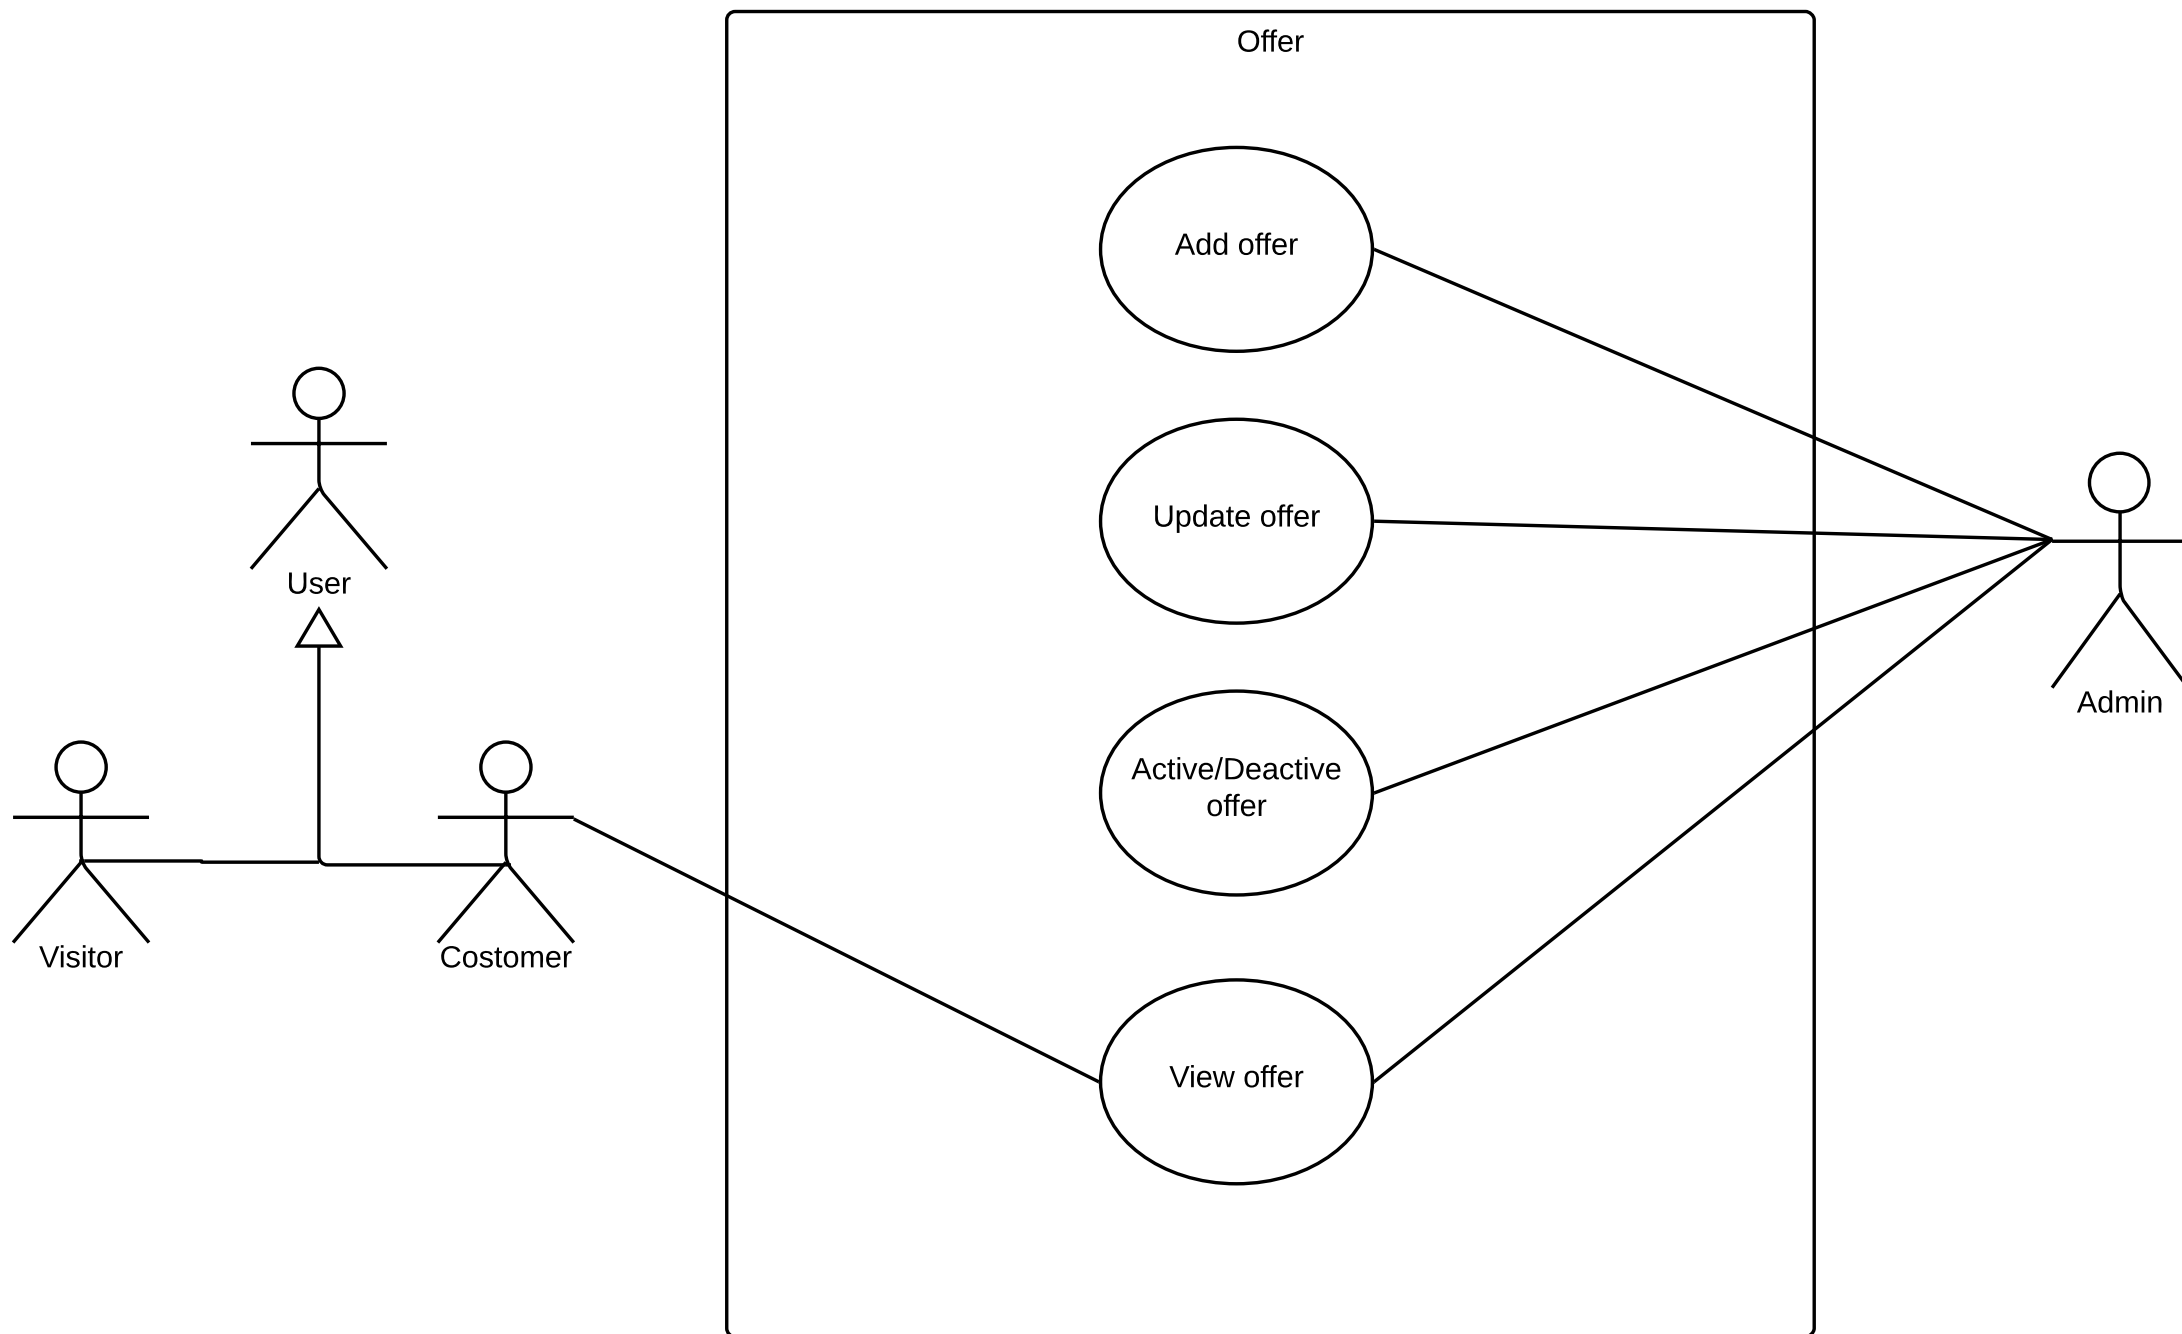 Offer
Add offer
Update offer
User
Admin
Active/Deactive
offer
Visitor
Costomer
View offer